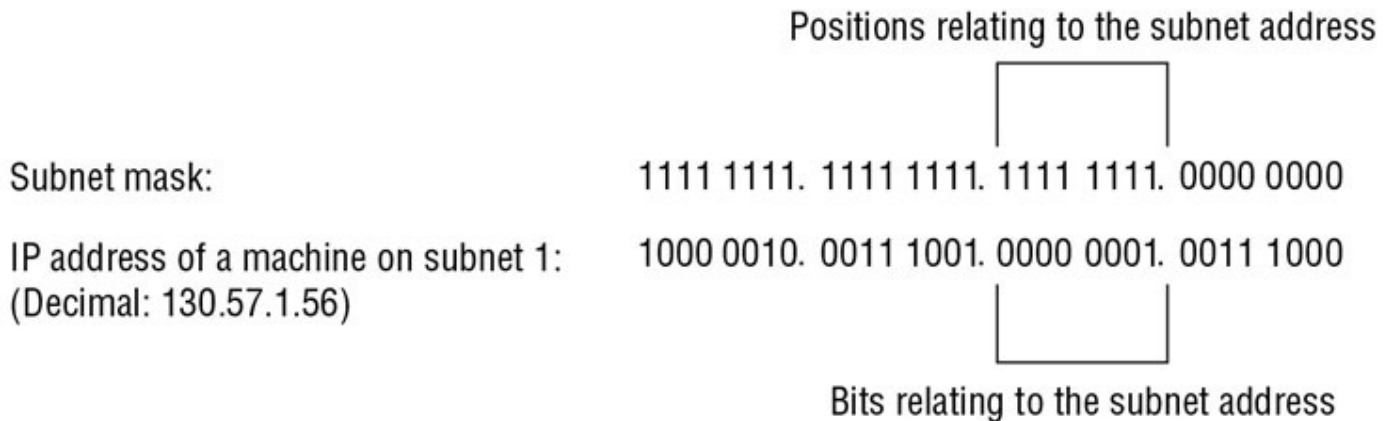 Positions relating to the subnet address
Subnet mask: 1111 1111. 1111 1111. 1111 1111. 0000 0000
IP address of a machine on subnet 1: 1000 0010. 0011 1001. 0000 0001. 0011 1000
(Decimal: 130.57.1.56)
Bits relating to the subnet address